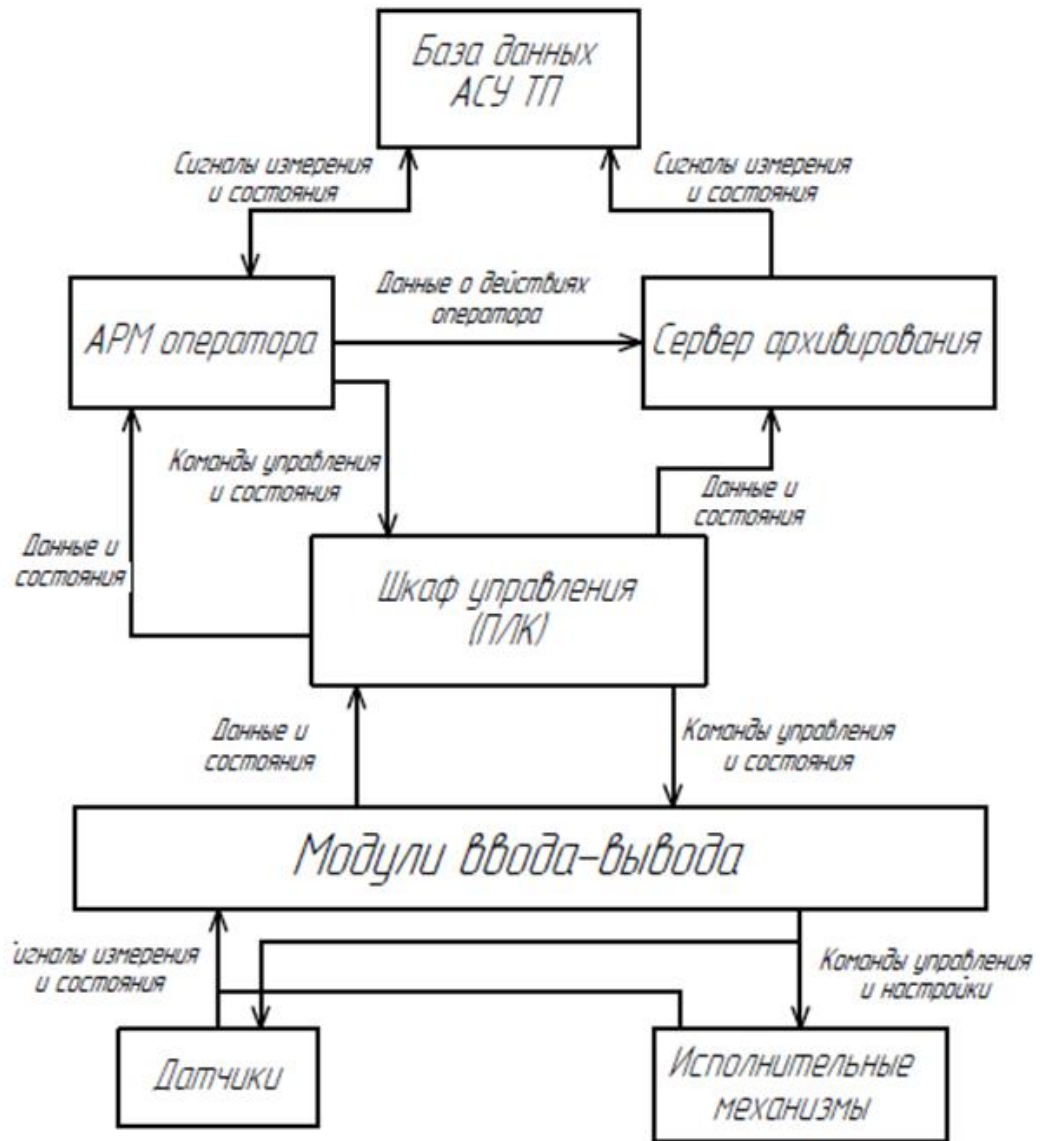 База данных
АСУ ТП
Сигналы измерения
и состояния
Сигналы измерения
и состояния
Данные о действиях
оператора
АРМ оператора
Сервер архивирования
Команды управления
и состояния
Данные и
состояния
Данные и
состояния
Шкаф управления
(ПЛК)
Данные и
состояния
Команды управления
и состояния
Модули ввода-вывода
игналы измерения
и состояния
Команды управления
и настройки
Датчики
Исполнительные
механизмы